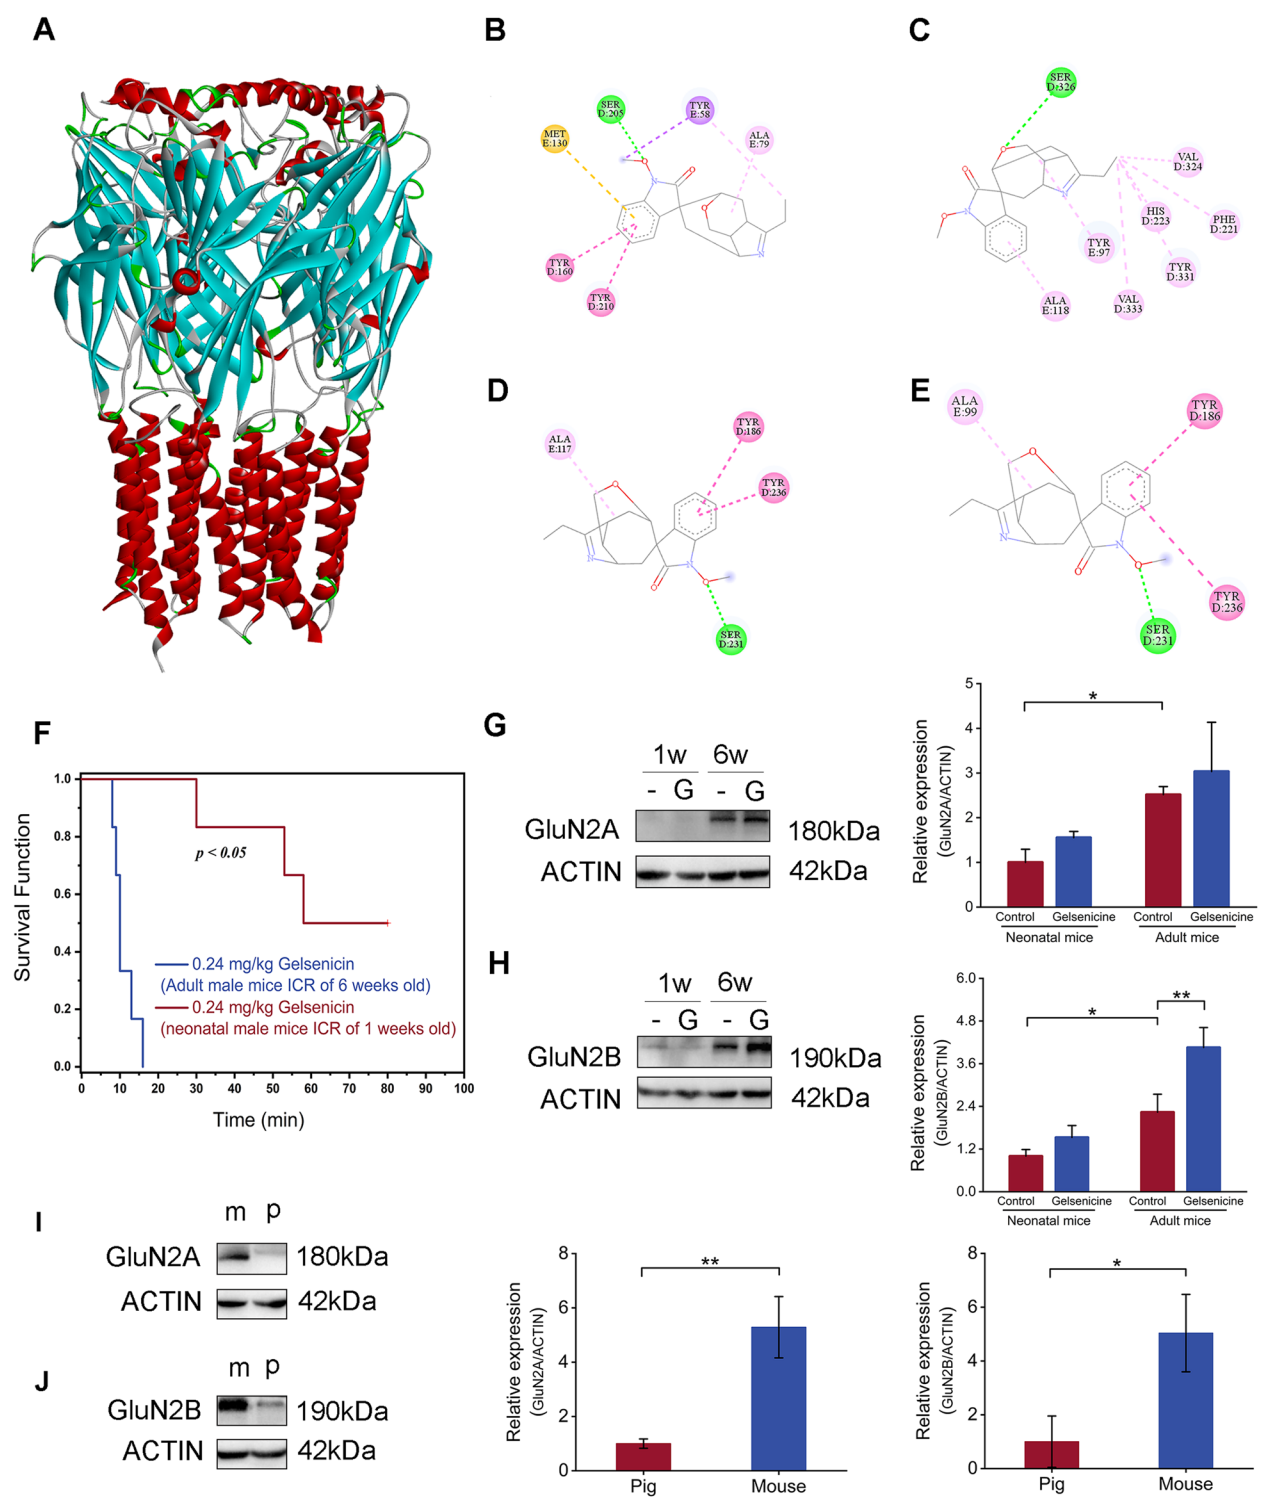 A
B
SER
D:205
TYR
E:58
MET
E:130
ALA
E:79
O
N
O
O
N
TYR
D:160
TYR
D:210
C
SER
D:326
O
O
N
O
N
VAL
D:324
HIS
D:223
PHE
D:221
TYR
E:97
TYR
D:331
ALA
E:118
VAL
D:333
D
ALA
E:117
TYR
D:186
TYR
D:236
O
N
N
O
O
SER
D:231
E
ALA
E:99
TYR
D:186
O
N
N
O
O
TYR
D:236
SER
D:231
F
Survival Function
1.0
0.8
0.6
0.4
0.2
0.0
p < 0.05
0.24 mg/kg Gelsenicin
(Adult male mice ICR of 6 weeks old)
0.24 mg/kg Gelsenicin
(neonatal male mice ICR of 1 weeks old)
0 10 20 30 40 50 60 70 80 90 100
Time (min)
G
1w 6w
- G - G
GluN2A 180kDa
ACTIN 42kDa
Relative expression
(GluN2A/ACTIN)
5
4
3
2
1
0
*
Control Gelsenicine Control Gelsenicine
Neonatal mice Adult mice
H
1w 6w
- G - G
GluN2B 190kDa
ACTIN 42kDa
Relative expression
(GluN2B/ACTIN)
6.0
4.8
3.6
2.4
1.2
0.0
* **
Control Gelsenicine Control Gelsenicine
Neonatal mice Adult mice
I
m p
GluN2A 180kDa
ACTIN 42kDa
Relative expression
(GluN2A/ACTIN)
8
6
4
2
0
**
Pig Mouse
J
m p
GluN2B 190kDa
ACTIN 42kDa
Relative expression
(GluN2B/ACTIN)
8
6
4
2
0
*
Pig Mouse